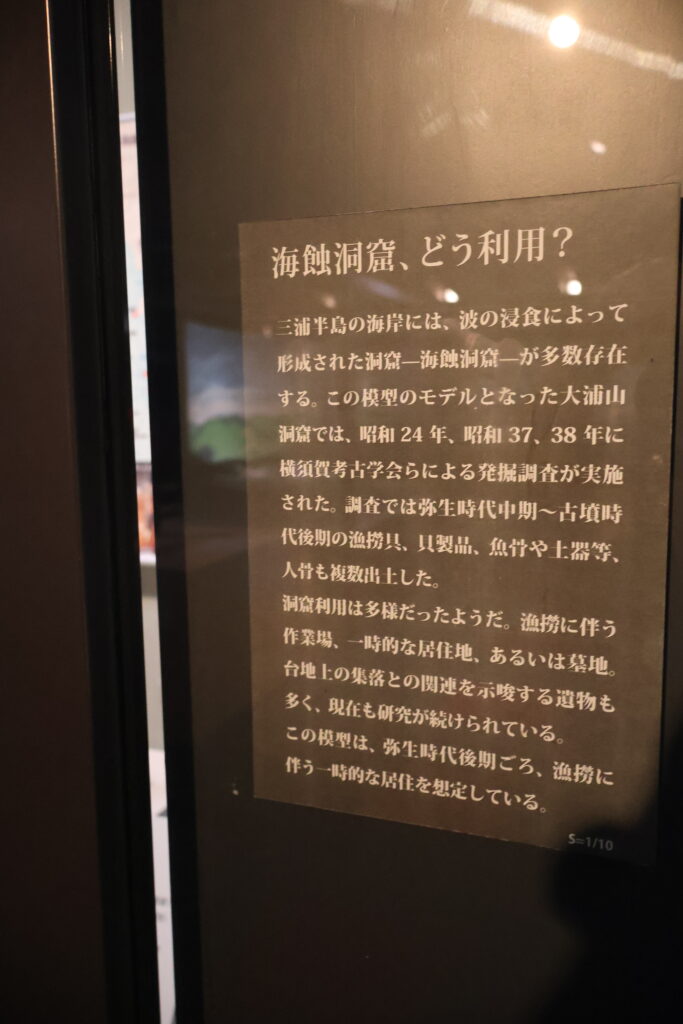 海蝕洞窟、どう利用？
三浦半島の海岸には、波の浸食によって
形成された洞窟―海蝕洞窟―が多数存在
する。この模型のモデルとなった大浦山
洞窟では、昭和 24 年、昭和 37、38 年に
横須賀考古学会らによる発掘調査が実施
された。調査では弥生時代中期～古墳時
代後期の漁撈具、貝製品、魚骨や土器等、
人骨も複数出土した。
洞窟利用は多様だったようだ。漁撈に伴う
作業場、一時的な居住地、あるいは墓地。
台地上の集落との関連を示唆する遺物も
多く、現在も研究が続けられている。
この模型は、弥生時代後期ごろ、漁撈に
伴う一時的な居住を想定している。
S=1/10